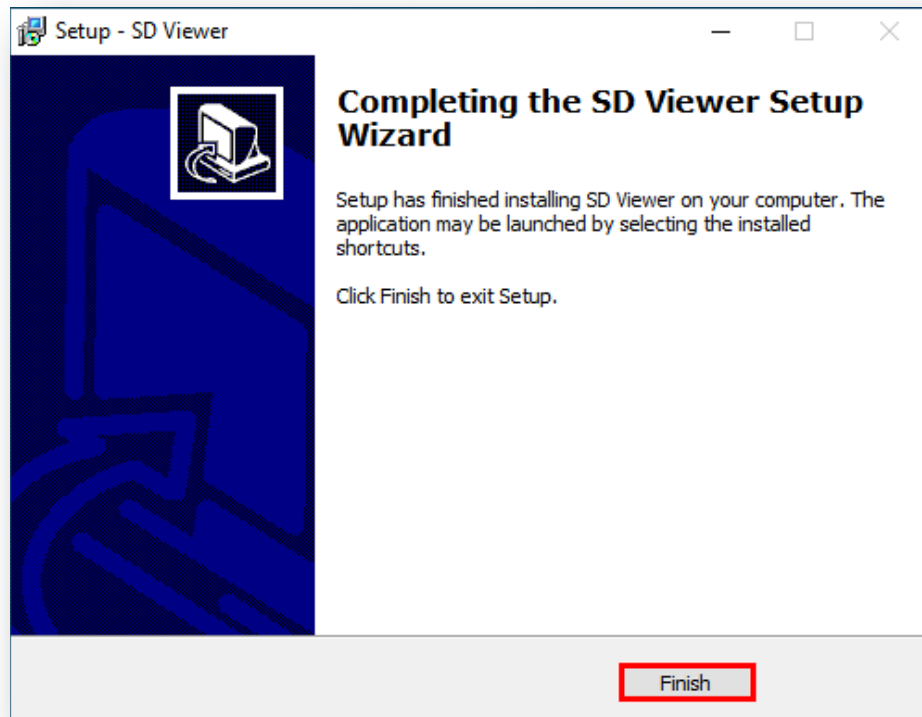 Setup - SD Viewer
Completing the SD Viewer Setup
Wizard
Setup has finished installing SD Viewer on your computer. The
application may be launched by selecting the installed
shortcuts.
Click Finish to exit Setup.
Finish